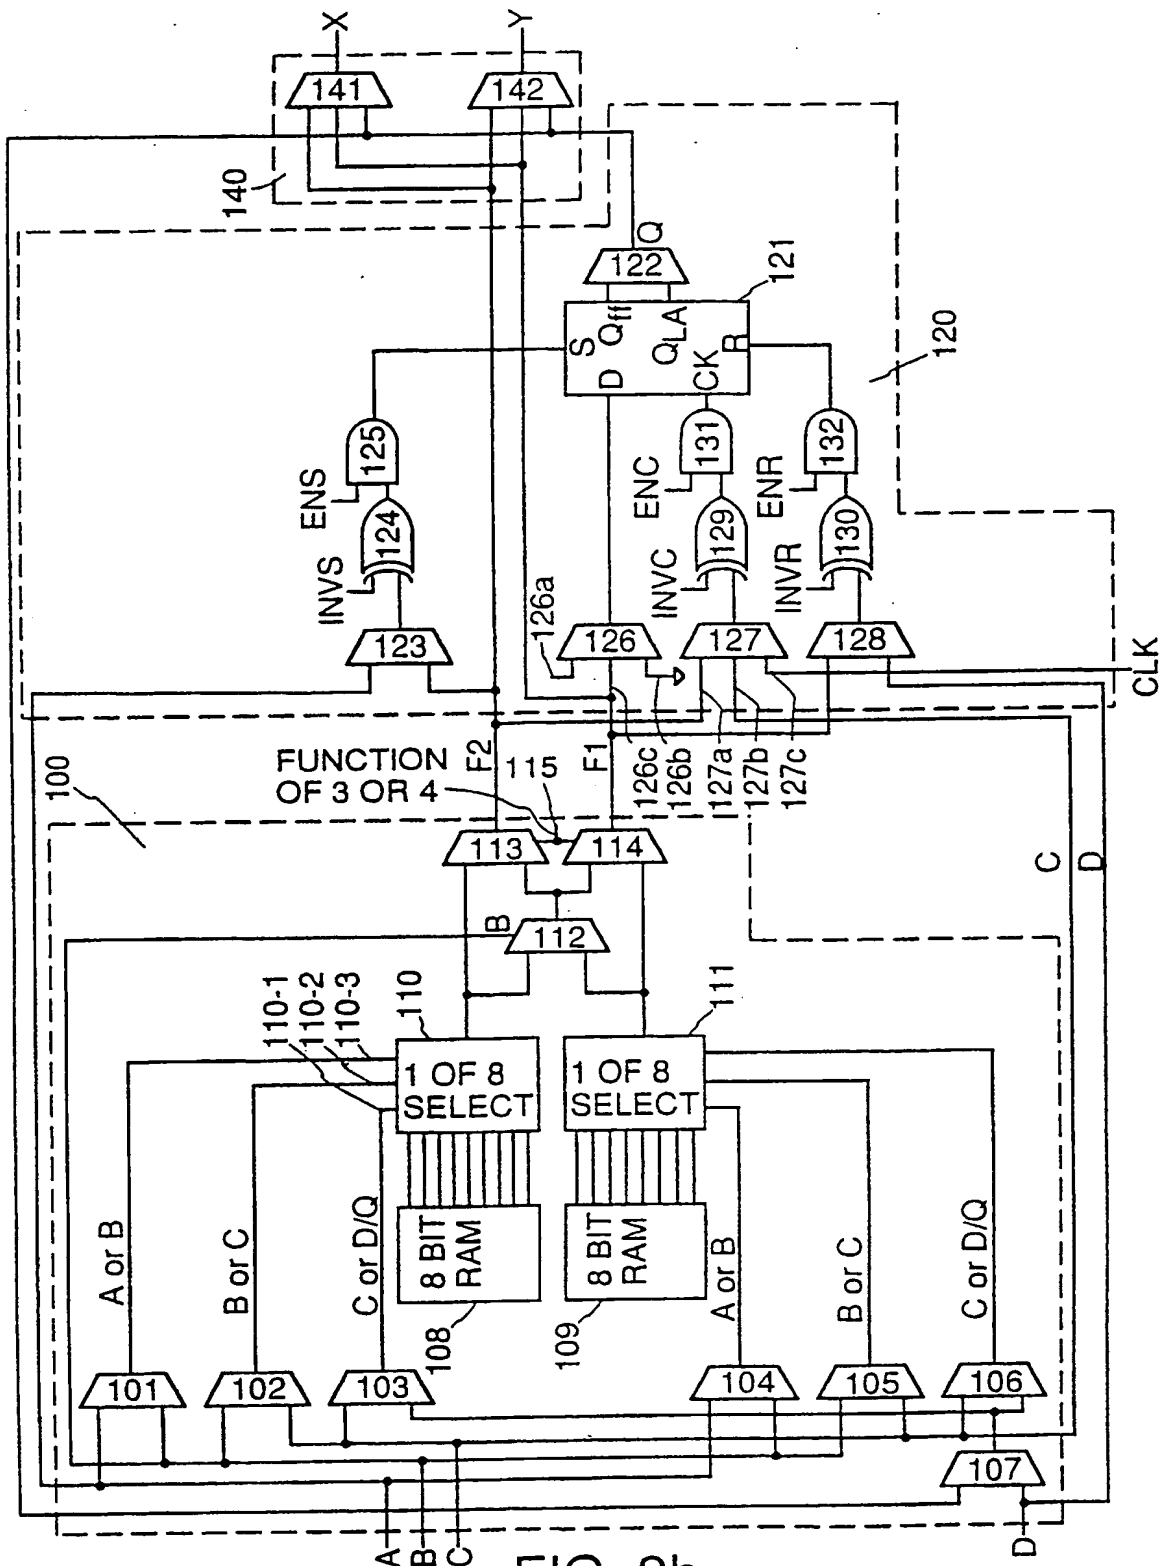 X
Y
141
142
140
Q
122
121
S
Qff
D
QLA
CK
R
120
125
ENS
124
INVS
131
ENC
132
ENR
129
INVC
130
INVR
126a
123
126
127
128
CLK
100
FUNCTION
OF 3 OR 4
F2
115
F1
126c
126b
127a
127b
127c
113
114
C
D
B
112
110-1
110-2
110-3
110
111
1 OF 8
SELECT
1 OF 8
SELECT
A or B
B or C
C or D/Q
8 BIT
RAM
8 BIT
RAM
A or B
B or C
C or D/Q
108
109
101
102
103
104
105
106
107
A
B
C
D